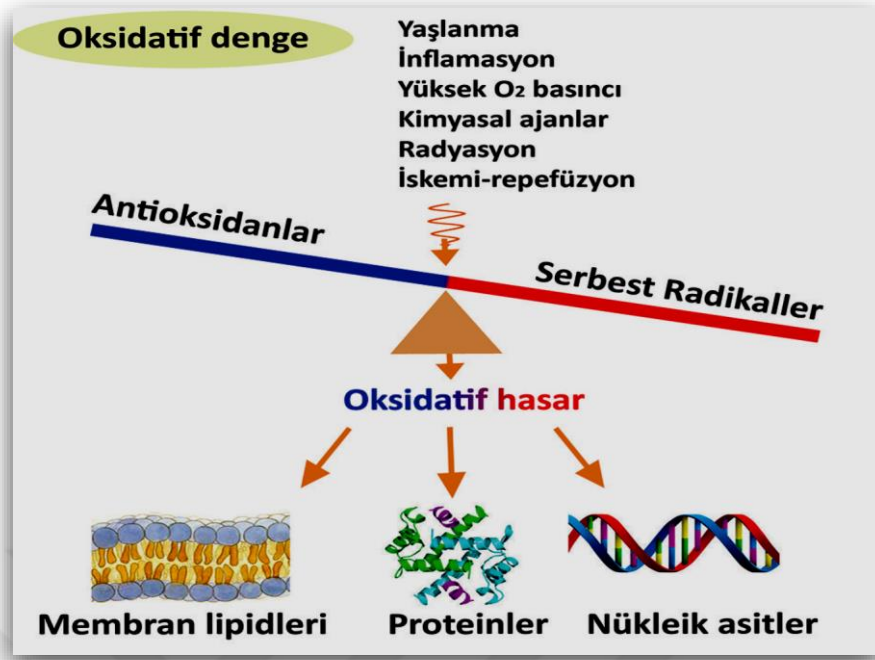 Oksidatif denge
Yaşlanma
İnflamasyon
Yüksek O₂ basıncı
Kimyasal ajanlar
Radyasyon
İskemi-repefüzyon
Antioksidanlar
Serbest Radikaller
Oksidatif hasar
Membran lipidleri
Proteinler
Nükleik asitler